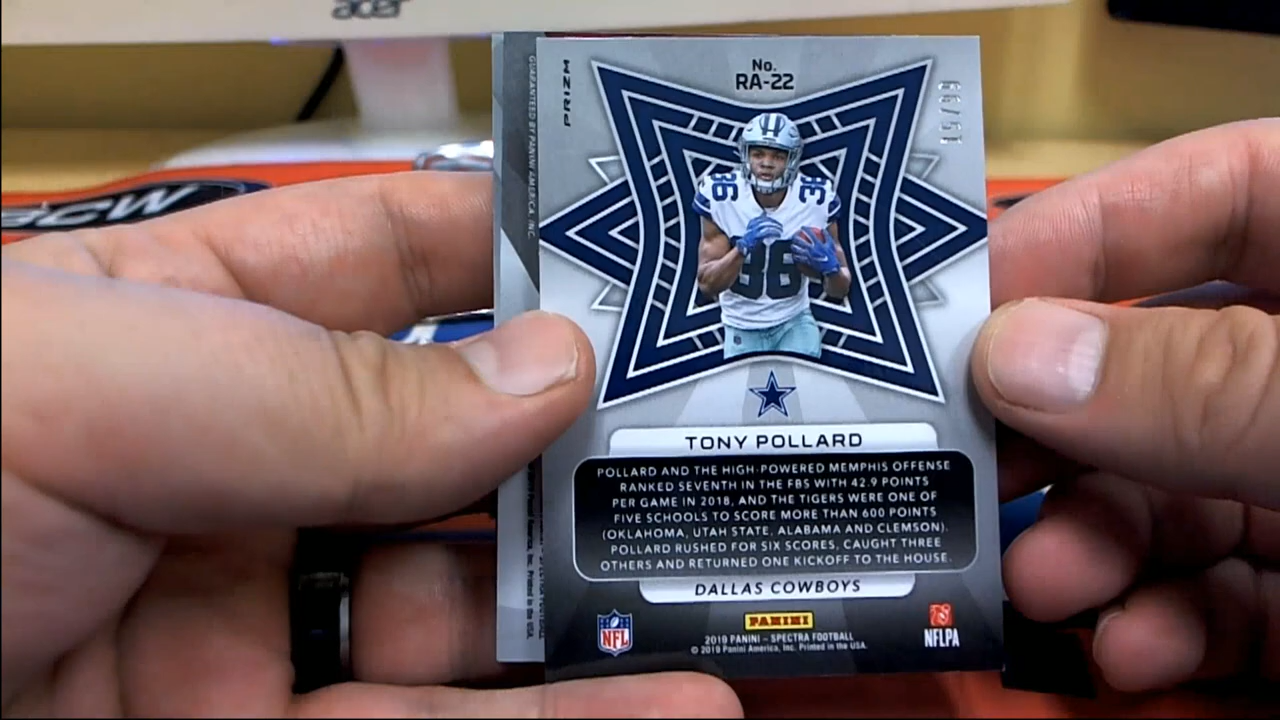 acer
BCW
PRIZM
No.
RA-22
GUARANTEED BY PANINI AMERICA, INC.
36 36
36
TONY POLLARD
POLLARD AND THE HIGH-POWERED MEMPHIS OFFENSE
RANKED SEVENTH IN THE FBS WITH 42.9 POINTS
PER GAME IN 2018, AND THE TIGERS WERE ONE OF
FIVE SCHOOLS TO SCORE MORE THAN 600 POINTS
(OKLAHOMA, UTAH STATE, ALABAMA AND CLEMSON).
POLLARD RUSHED FOR SIX SCORES, CAUGHT THREE
OTHERS AND RETURNED ONE KICKOFF TO THE HOUSE.
DALLAS COWBOYS
NFL
PANINI
NFLPA
2019 PANINI – SPECTRA FOOTBALL
© 2019 Panini America, Inc. Printed in the USA.